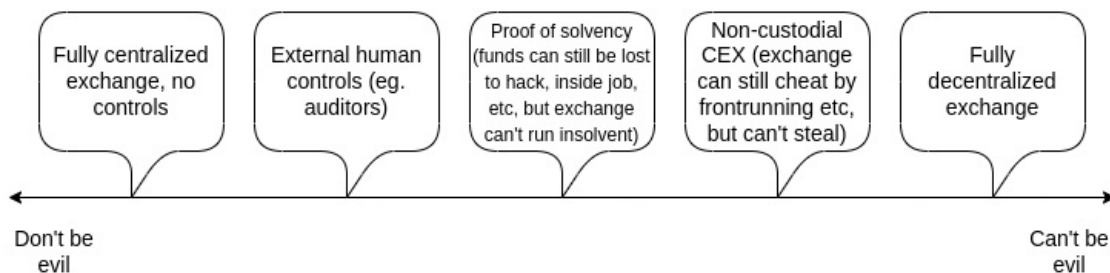 Fully centralized
exchange, no
controls
External human
controls (eg.
auditors)
Proof of solvency
(funds can still be lost
to hack, inside job,
etc, but exchange
can't run insolvent)
Non-custodial
CEX (exchange
can still cheat by
frontrunning etc,
but can't steal)
Fully
decentralized
exchange
Don't be
evil
Can't be
evil